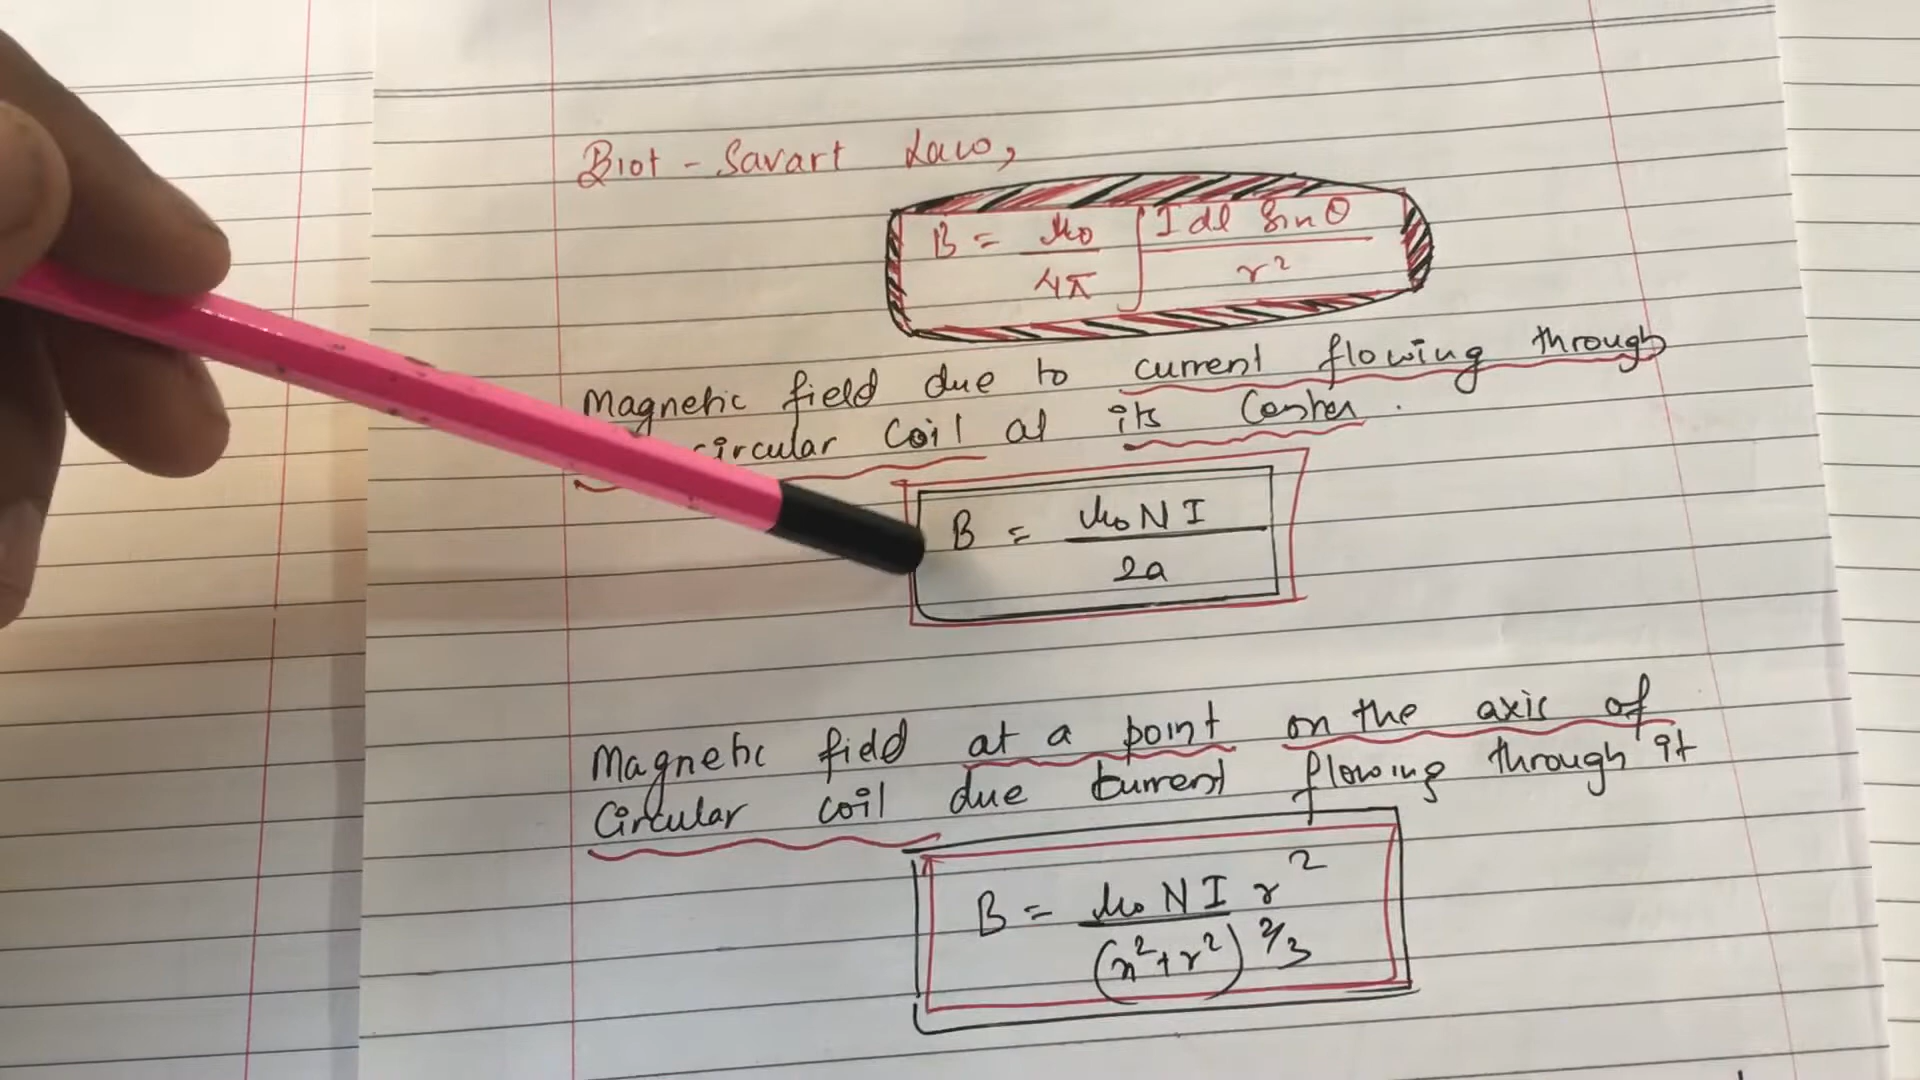 Biot - Savart Law,
B = μ₀/4π ∫ I dl Sin θ / r²
Magnetic field due to current flowing through
circular Coil at its Center.
B = μ₀ N I / 2a
Magnetic field at a point on the axis of
Circular coil due current flowing through it
B = μ₀ N I r² / (x² + r²)^2/3